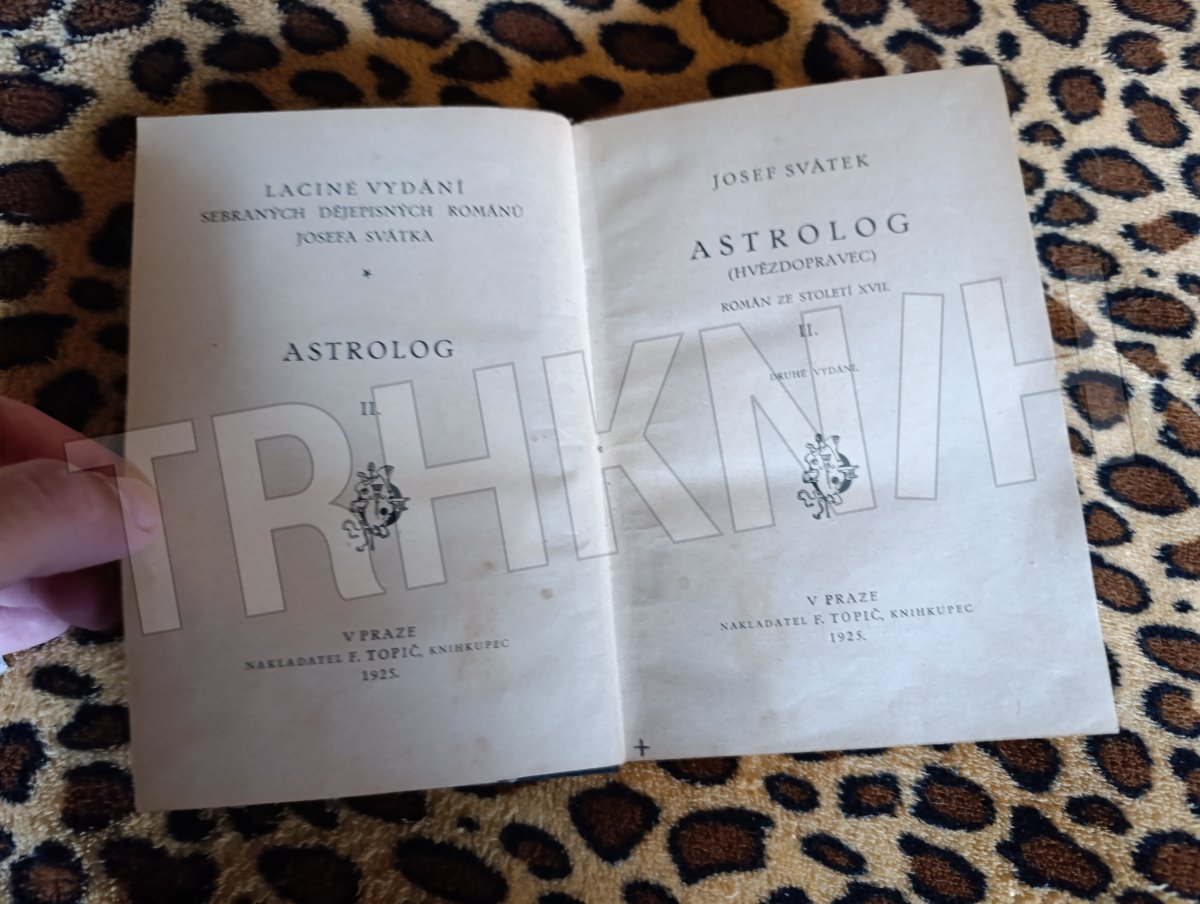 LACINÉ VYDÁNÍ
SEBRANÝCH DĚJEPISNÝCH ROMÁNŮ
JOSEFA SVÁTKA
*
ASTROLOG
II.
V PRAZE
NAKLADATEL F. TOPIČ, KNIHKUPEC
1925.
JOSEF SVÁTEK
ASTROLOG
(HVĚZDOPRAVEC)
ROMÁN ZE STOLETÍ XVII.
II.
DRUHÉ VYDÁNÍ.
V PRAZE
NAKLADATEL F. TOPIČ, KNIHKUPEC
1925.
+
TRHKNIH